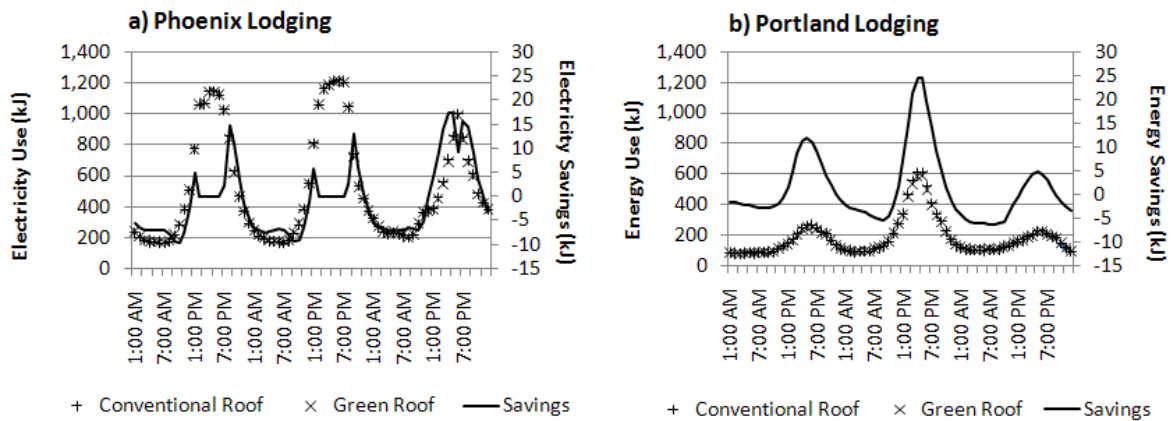 a) Phoenix Lodging
Electricity Use (kJ)
1,400
1,200
1,000
800
600
400
200
0
30
25
20
15
10
5
0
-5
-10
-15
Electricity Savings (kJ)
1:00 AM
7:00 AM
1:00 PM
7:00 PM
1:00 AM
7:00 AM
1:00 PM
7:00 PM
1:00 AM
7:00 AM
1:00 PM
7:00 PM
+ Conventional Roof × Green Roof Savings
b) Portland Lodging
Energy Use (kJ)
1,400
1,200
1,000
800
600
400
200
0
30
25
20
15
10
5
0
-5
-10
-15
Energy Savings (kJ)
1:00 AM
7:00 AM
1:00 PM
7:00 PM
1:00 AM
7:00 AM
1:00 PM
7:00 PM
1:00 AM
7:00 AM
1:00 PM
7:00 PM
+ Conventional Roof × Green Roof Savings